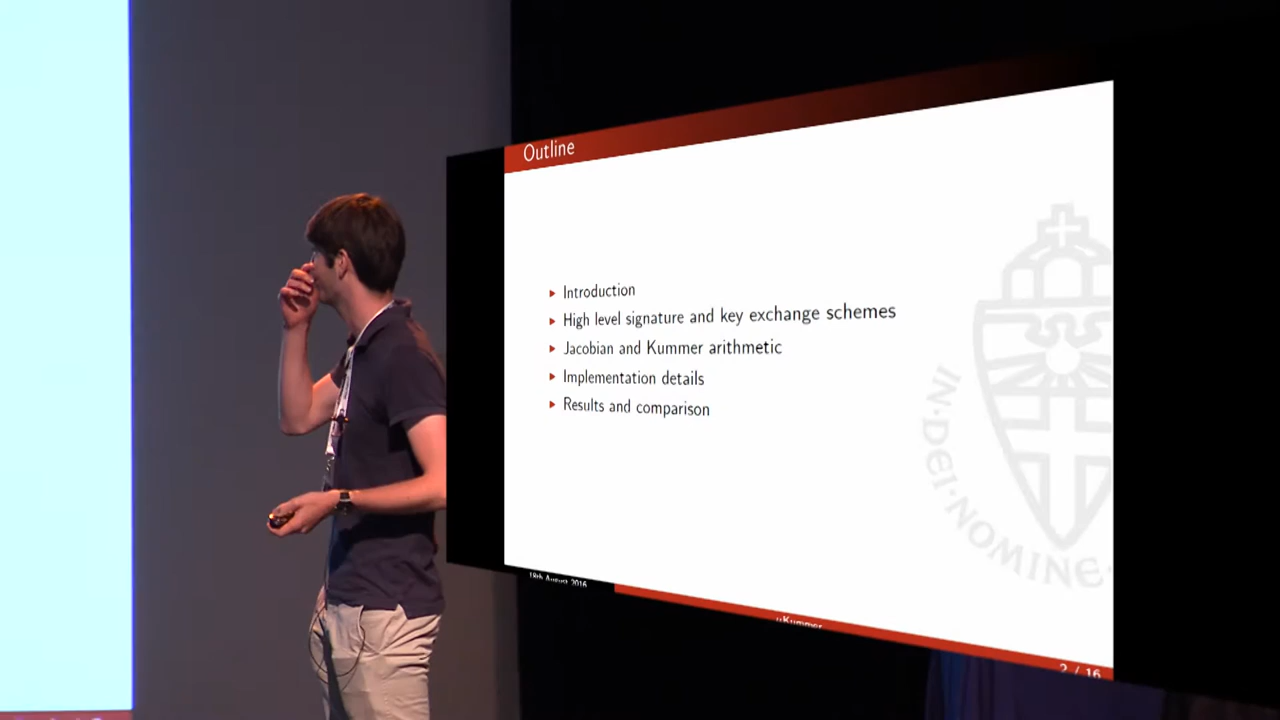 Outline
Introduction
High level signature and key exchange schemes
Jacobian and Kummer arithmetic
Implementation details
Results and comparison
IN·DEI·NOMINE·
18th August 2016
μKummer
2 / 16